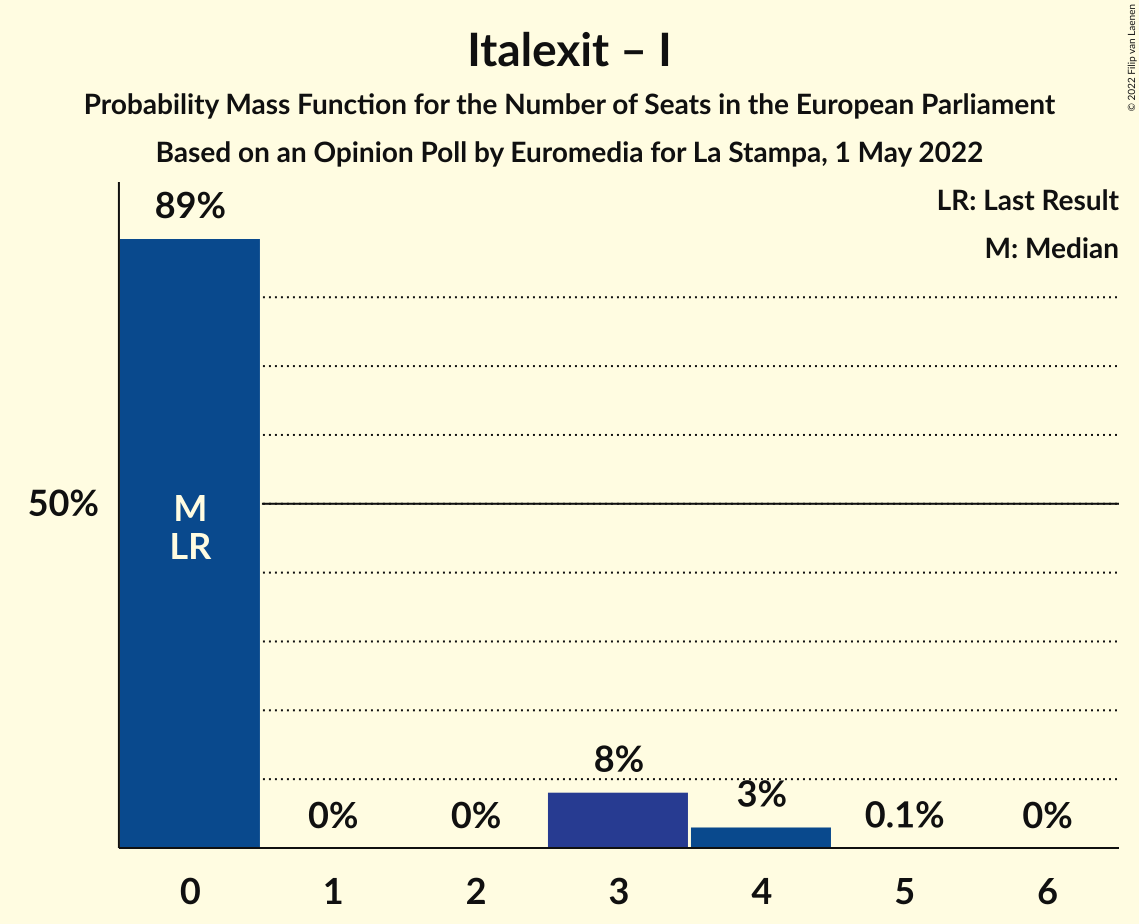 Italexit – I
Probability Mass Function for the Number of Seats in the European Parliament
Based on an Opinion Poll by Euromedia for La Stampa, 1 May 2022
© 2022 Filip van Laenen
LR: Last Result
M: Median
89%
50%
M
LR
8%
3%
0%
0%
0.1%
0%
0
1
2
3
4
5
6